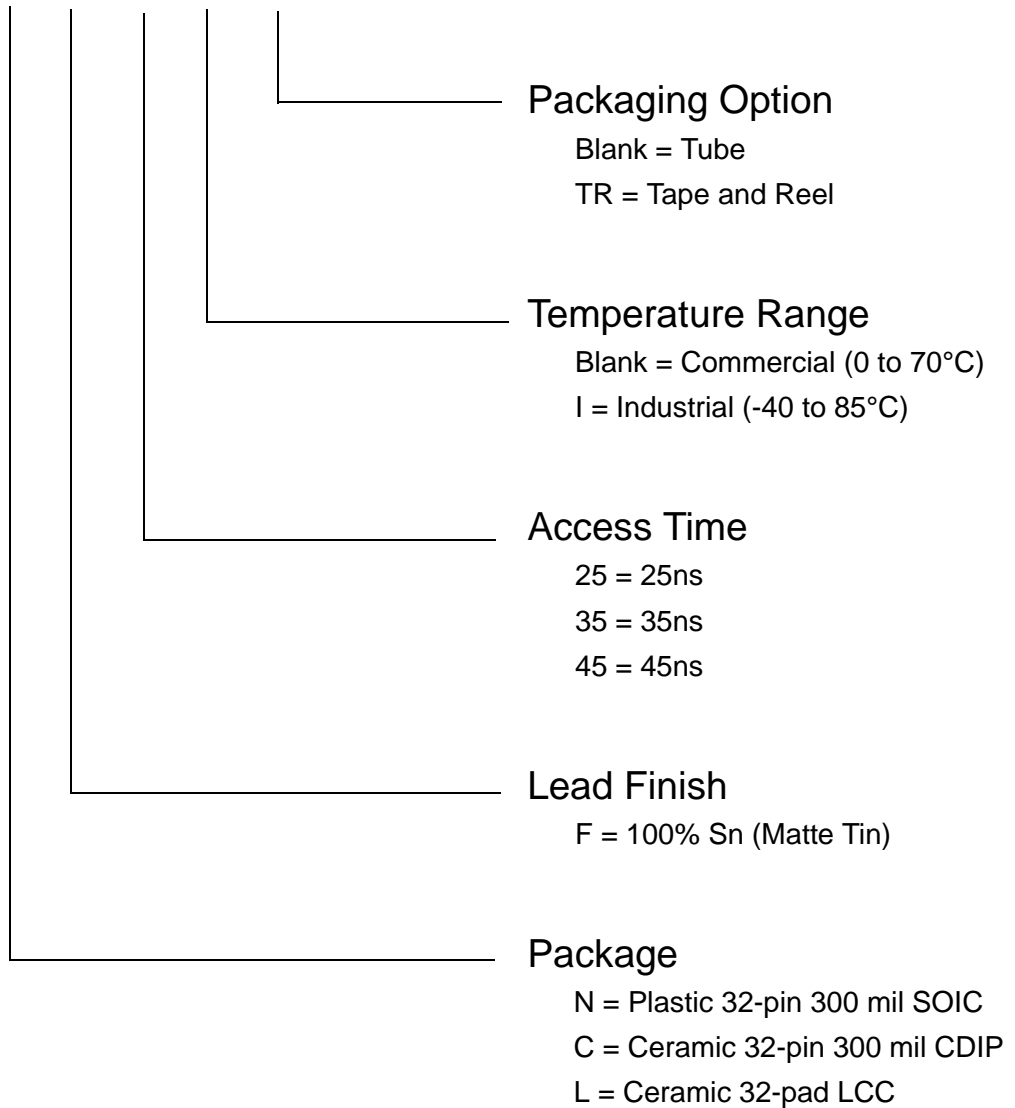 Packaging Option
Blank = Tube
TR = Tape and Reel
Temperature Range
Blank = Commercial (0 to 70°C)
I = Industrial (-40 to 85°C)
Access Time
25 = 25ns
35 = 35ns
45 = 45ns
Lead Finish
F = 100% Sn (Matte Tin)
Package
N = Plastic 32-pin 300 mil SOIC
C = Ceramic 32-pin 300 mil CDIP
L = Ceramic 32-pad LCC